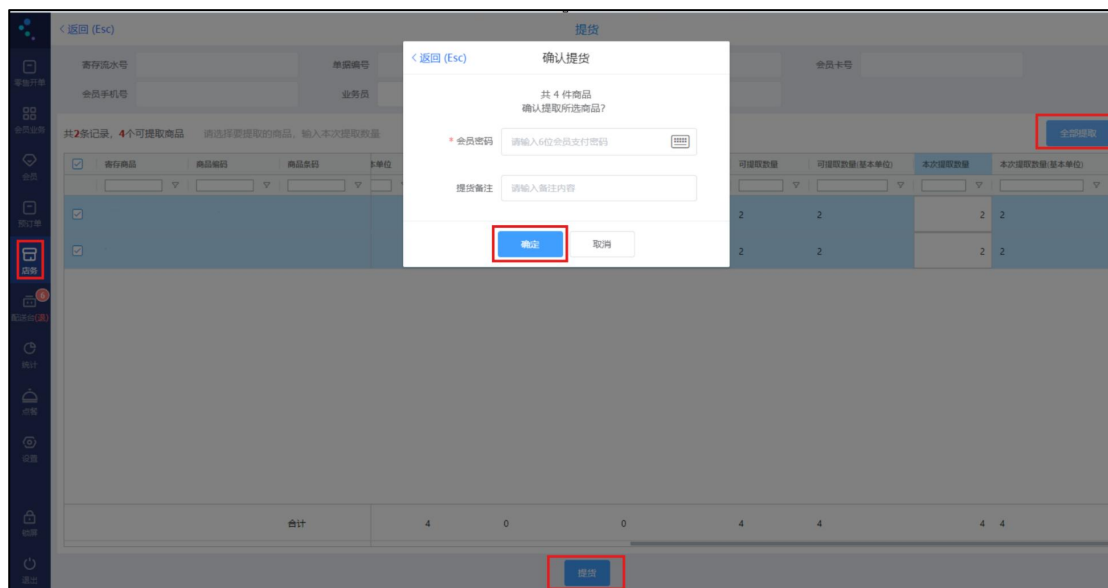 < 返回 (Esc)
提货
寄存流水号
单据编号
会员卡号
会员手机号
业务员
共2条记录，4个可提取商品
请选择要提取的商品，输入本次提取数量
全部提取
寄存商品
商品编码
商品条码
本单位
可提取数量
可提取数量(基本单位)
本次提取数量
本次提取数量(基本单位)
2
2
2
2
2
2
2
2
合计
4
0
0
4
4
4
4
提货
< 返回 (Esc)
确认提货
共 4 件商品
确认提取所选商品?
* 会员密码
请输入6位会员支付密码
提货备注
请输入备注内容
确定
取消
零售开单
会员业务
会员
预订单
店务
6
配送台(退)
统计
点餐
设置
锁屏
退出